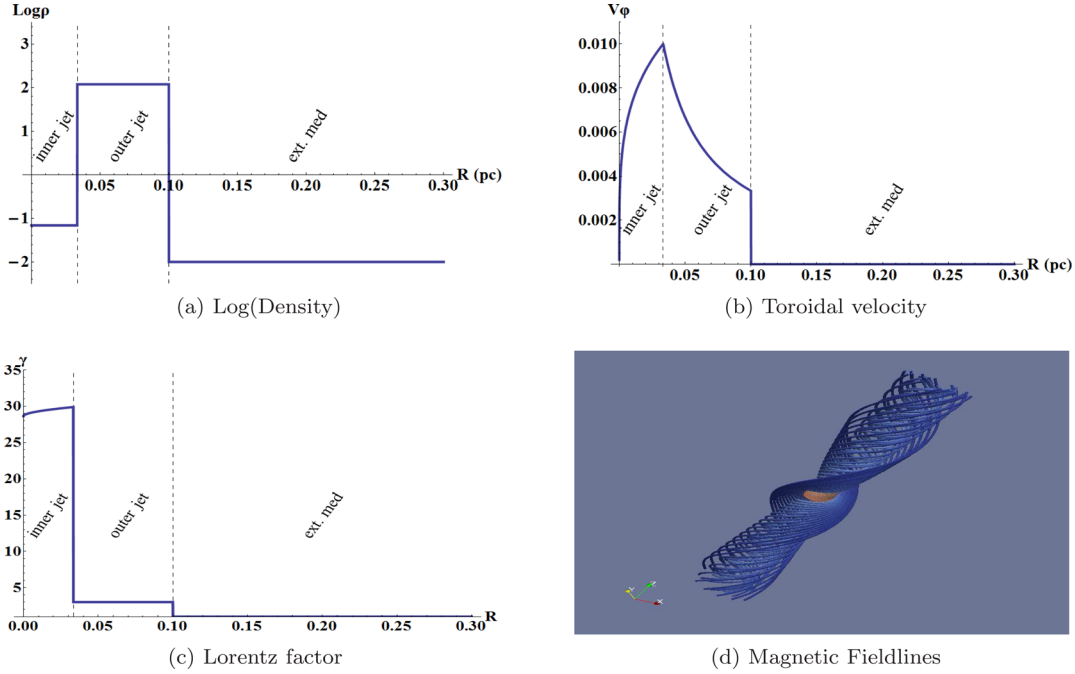 Logρ
3
2
1
−1
−2
inner jet
outer jet
ext. med
0.05
0.10
0.15
0.20
0.25
0.30
R (pc)
(a) Log(Density)
Vφ
0.010
0.008
0.006
0.004
0.002
inner jet
outer jet
ext. med
0.05
0.10
0.15
0.20
0.25
0.30
R (pc)
(b) Toroidal velocity
γ
35
30
25
20
15
10
5
inner jet
outer jet
ext. med
0.00
0.05
0.10
0.15
0.20
0.25
0.30
R
(c) Lorentz factor
(d) Magnetic Fieldlines